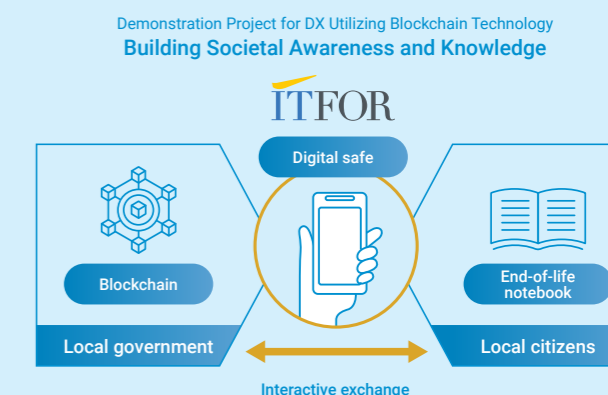 Demonstration Project for DX Utilizing Blockchain Technology
Building Societal Awareness and Knowledge
ITFOR
Digital safe
Blockchain
End-of-life
notebook
Local government
Local citizens
Interactive exchange